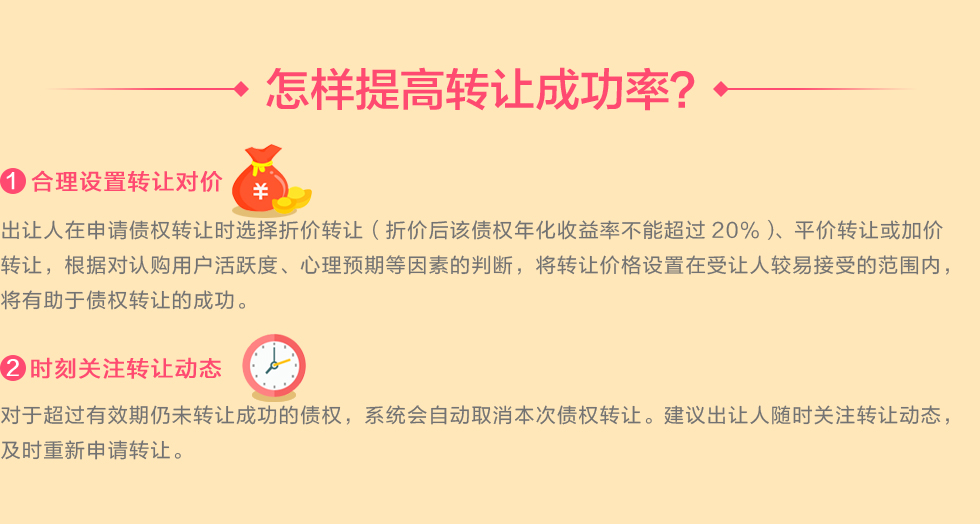 怎样提高转让成功率?
1 合理设置转让对价
¥
出让人在申请债权转让时选择折价转让（折价后该债权年化收益率不能超过20%）、平价转让或加价
转让，根据对认购用户活跃度、心理预期等因素的判断，将转让价格设置在受让人较易接受的范围内，
将有助于债权转让的成功。
2 时刻关注转让动态
对于超过有效期仍未转让成功的债权，系统会自动取消本次债权转让。建议出让人随时关注转让动态，
及时重新申请转让。